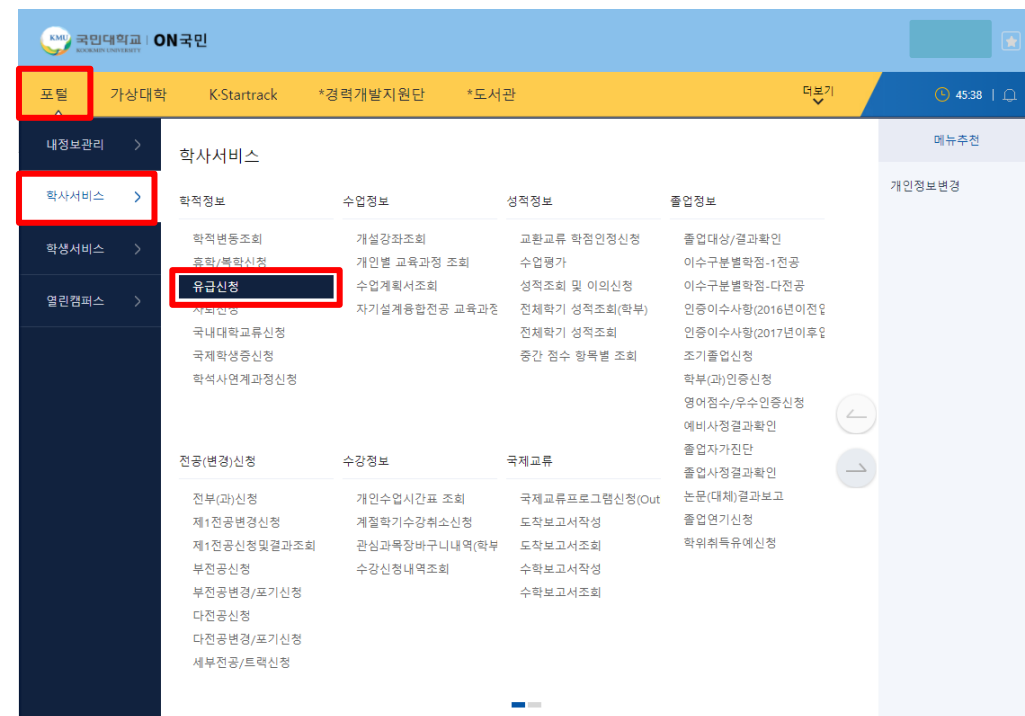 KMU 국민대학교 ON국민
KOOKMIN UNIVERSITY
포털 가상대학 K-Startrack *경력개발지원단 *도서관 더보기 45:38
내정보관리
학사서비스
학생서비스
열린캠퍼스
학사서비스
학적정보
학적변동조회
휴학/복학신청
유급신청
자퇴신청
국내대학교류신청
국제학생증신청
학석사연계과정신청
수업정보
개설강좌조회
개인별 교육과정 조회
수업계획서조회
자기설계융합전공 교육과정
성적정보
교환교류 학점인정신청
수업평가
성적조회 및 이의신청
전체학기 성적조회(학부)
전체학기 성적조회
중간 점수 항목별 조회
졸업정보
졸업대상/결과확인
이수구분별학점-1전공
이수구분별학점-다전공
인증이수사항(2016년이전입
인증이수사항(2017년이후입
조기졸업신청
학부(과)인증신청
영어점수/우수인증신청
예비사정결과확인
졸업자가진단
졸업사정결과확인
논문(대체)결과보고
졸업연기신청
학위취득유예신청
전공(변경)신청
전부(과)신청
제1전공변경신청
제1전공신청및결과조회
부전공신청
부전공변경/포기신청
다전공신청
다전공변경/포기신청
세부전공/트랙신청
수강정보
개인수업시간표 조회
계절학기수강취소신청
관심과목장바구니내역(학부
수강신청내역조회
국제교류
국제교류프로그램신청(Out
도착보고서작성
도착보고서조회
수학보고서작성
수학보고서조회
메뉴추천
개인정보변경